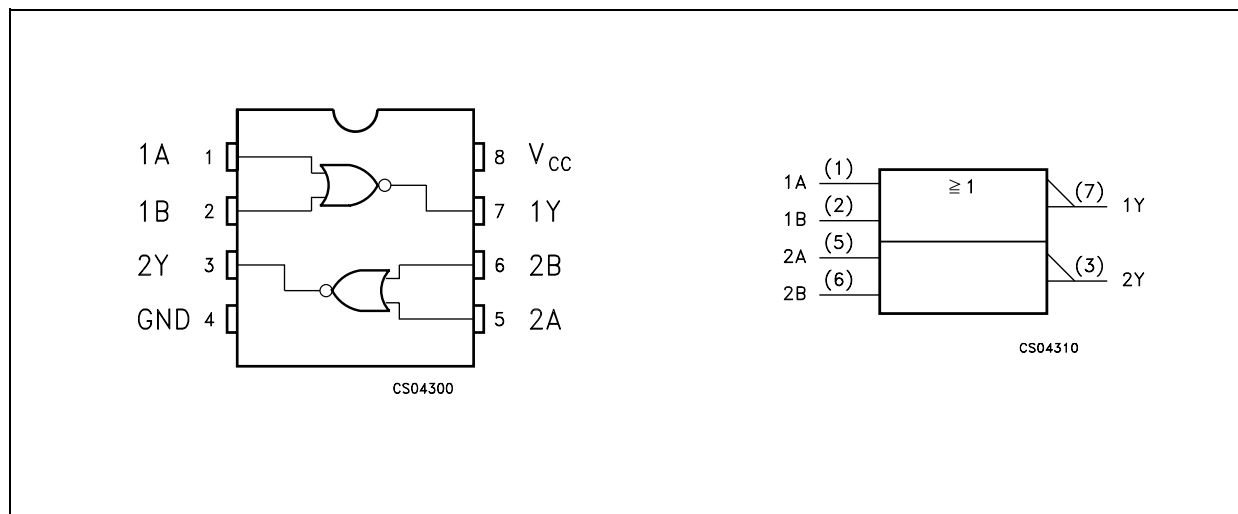 1A 1 8 VCC
1B 2 7 1Y
2Y 3 6 2B
GND 4 5 2A
CS04300
≧1
1A (1) (7) 1Y
1B (2)
2A (5) (3) 2Y
2B (6)
CS04310